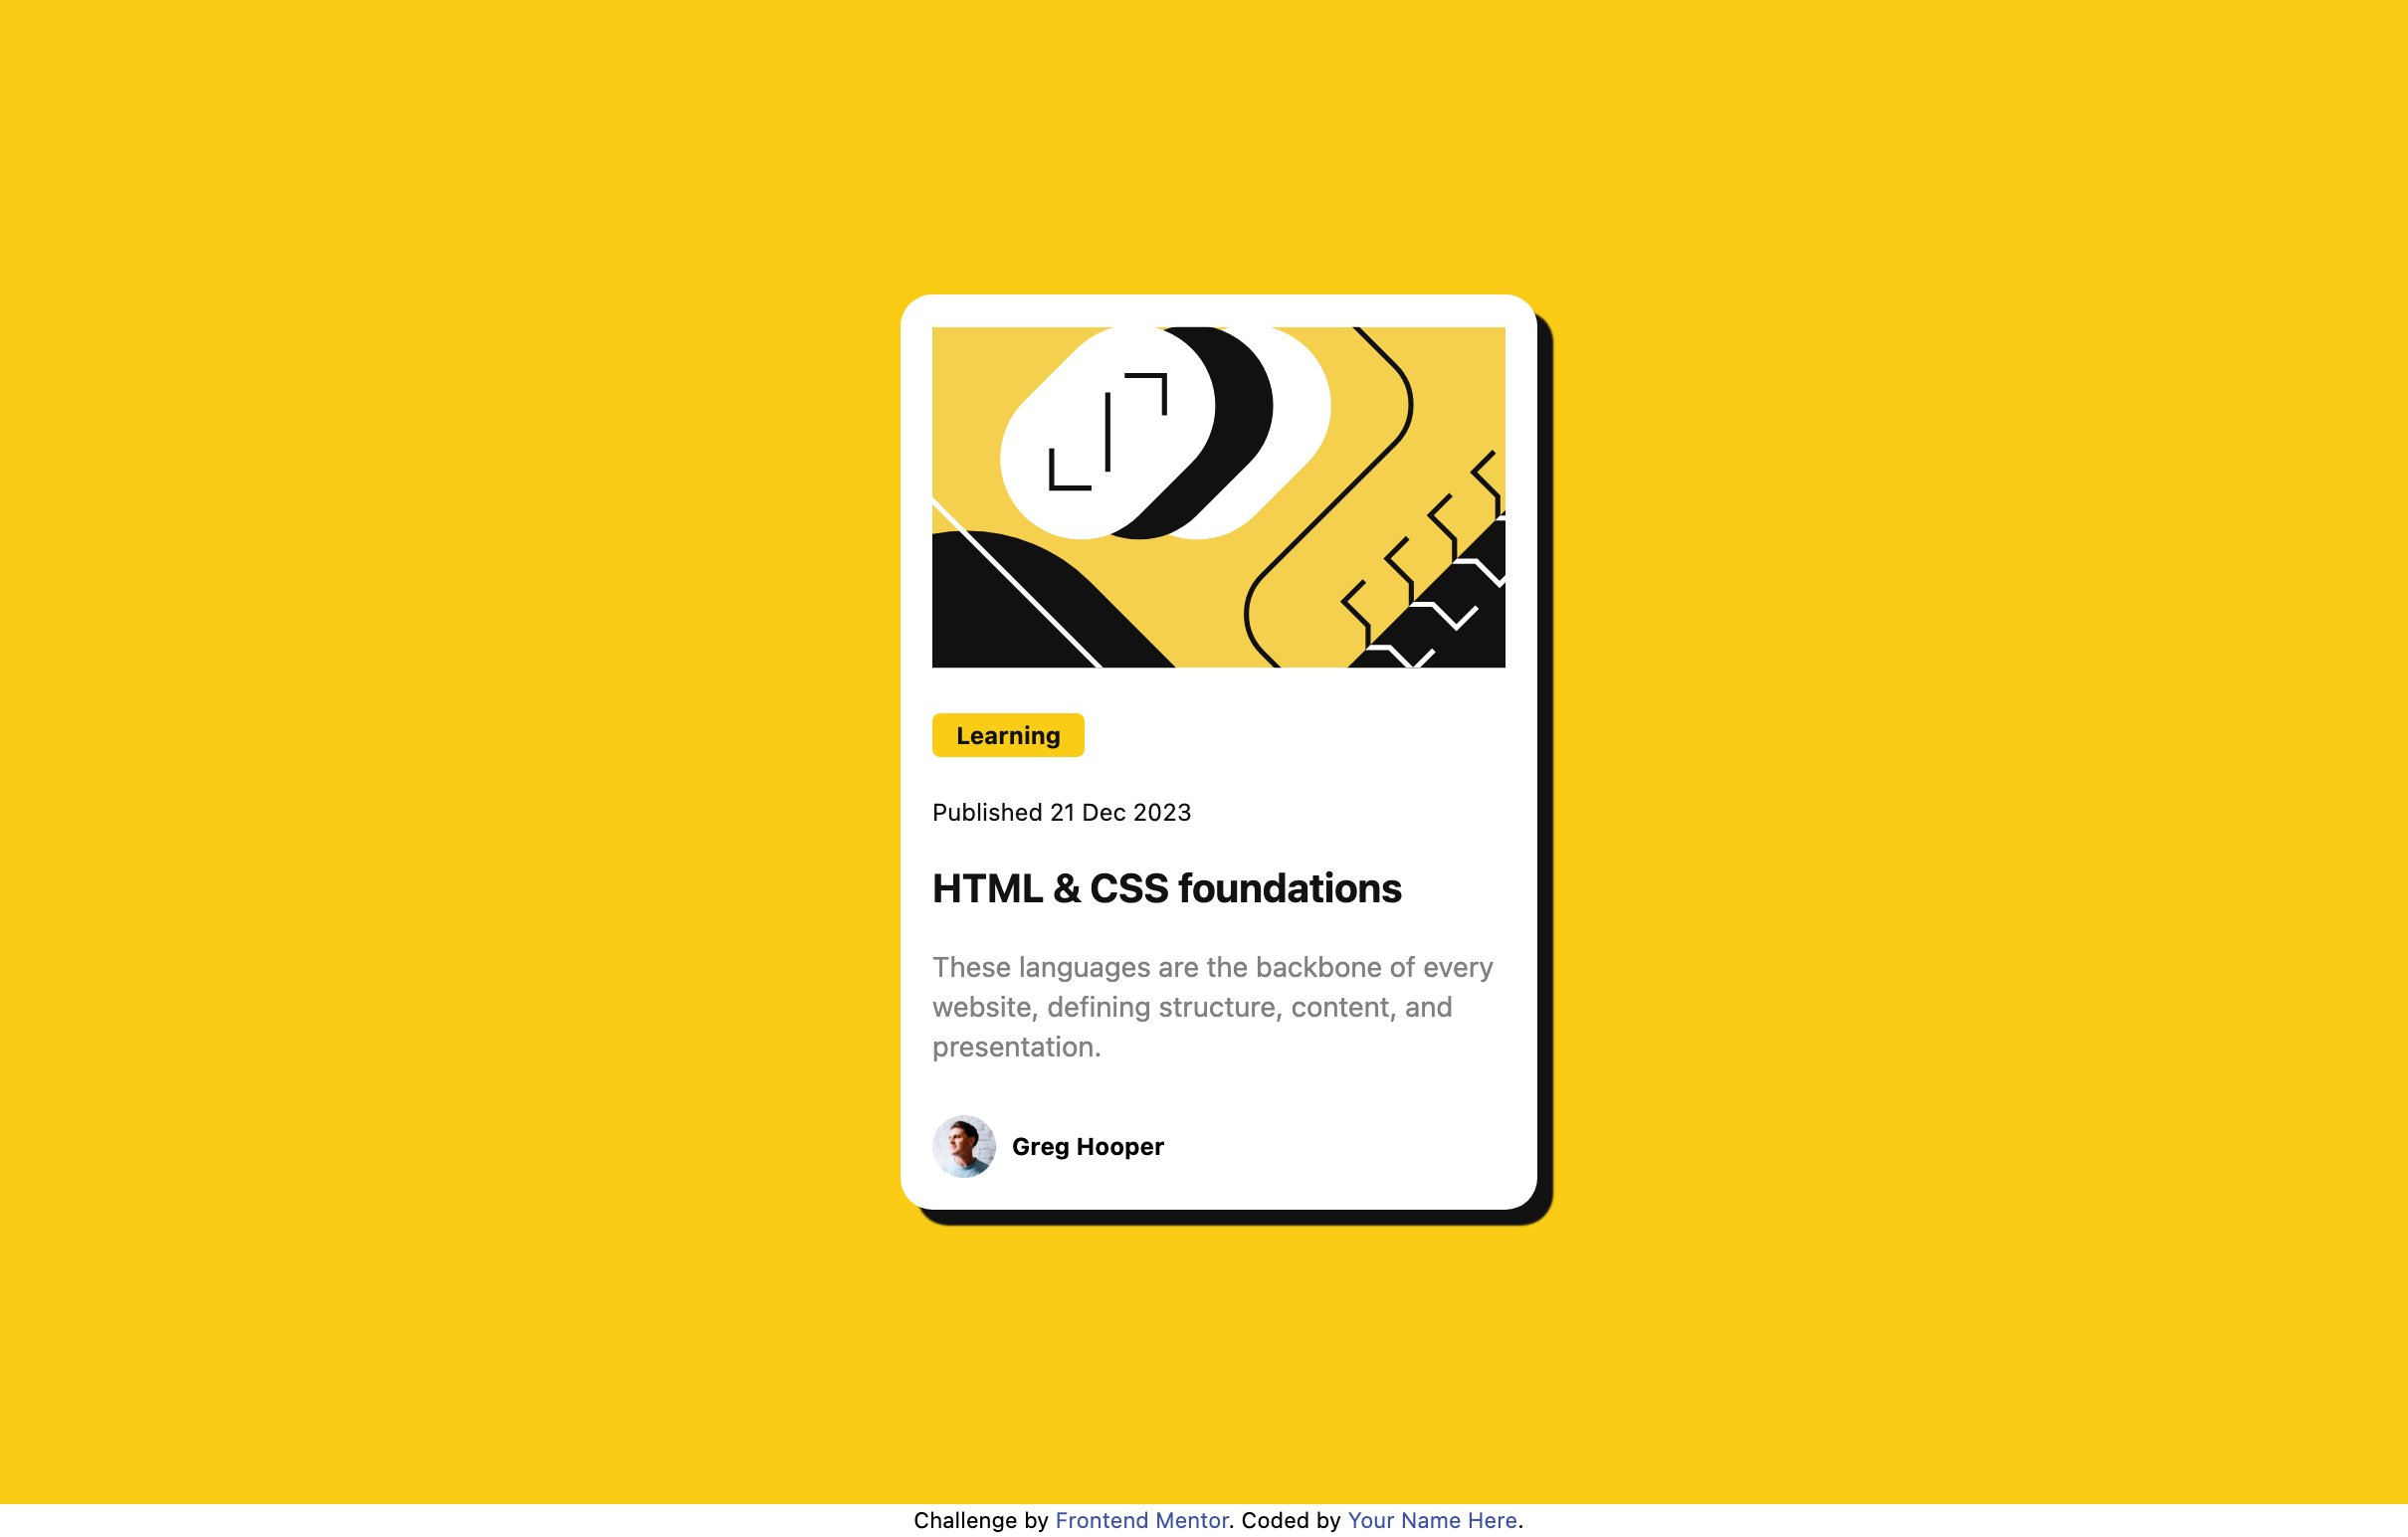 Learning
Published 21 Dec 2023
HTML & CSS foundations
These languages are the backbone of every
website, defining structure, content, and
presentation.
Greg Hooper
Challenge by Frontend Mentor. Coded by Your Name Here.